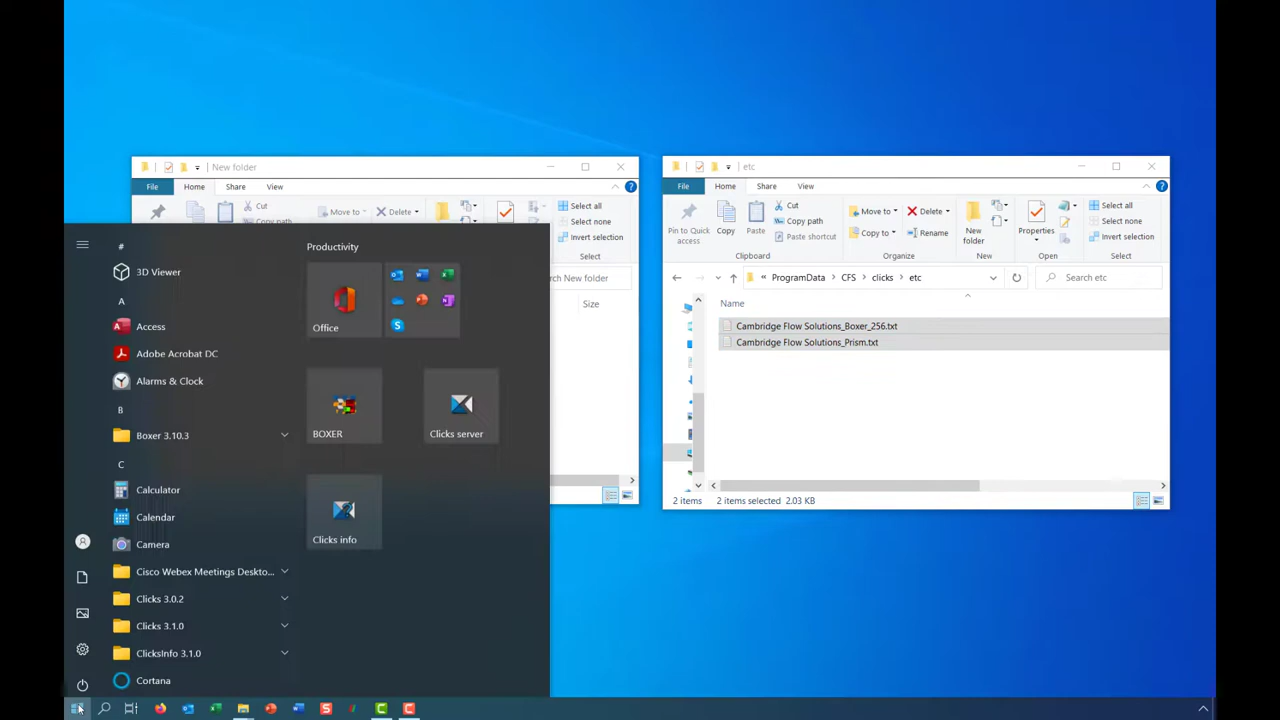 New folder
File Home Share View
Cut
Copy path
Move to
Delete
Select all
Select none
Invert selection
Select
New folder
Size
etc
File Home Share View
Pin to Quick access
Copy
Paste
Cut
Copy path
Paste shortcut
Clipboard
Move to
Copy to
Delete
Rename
Organize
New folder
New
Properties
Open
Select all
Select none
Invert selection
Select
« ProgramData › CFS › clicks › etc
Search etc
Name
Cambridge Flow Solutions_Boxer_256.txt
Cambridge Flow Solutions_Prism.txt
2 items 2 items selected 2.03 KB
#
3D Viewer
A
Access
Adobe Acrobat DC
Alarms & Clock
B
Boxer 3.10.3
C
Calculator
Calendar
Camera
Cisco Webex Meetings Deskto...
Clicks 3.0.2
Clicks 3.1.0
ClicksInfo 3.1.0
Cortana
Productivity
Office
BOXER
Clicks server
Clicks info